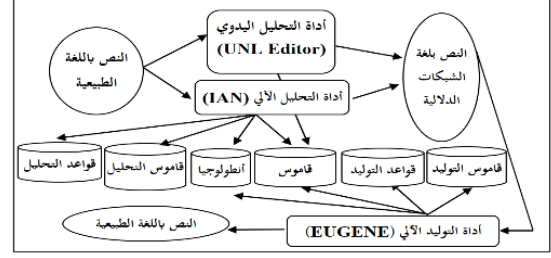 النص باللغة
الطبيعية
أداة التحليل اليدوي
(UNL Editor)
أداة التحليل الآلي (IAN)
النص بلغة
الشبكات
الدلالية
قواعد التحليل
قاموس التحليل
أنطولوجيا
قاموس
قواعد التوليد
قاموس التوليد
النص باللغة الطبيعية
أداة التوليد الآلي (EUGENE)